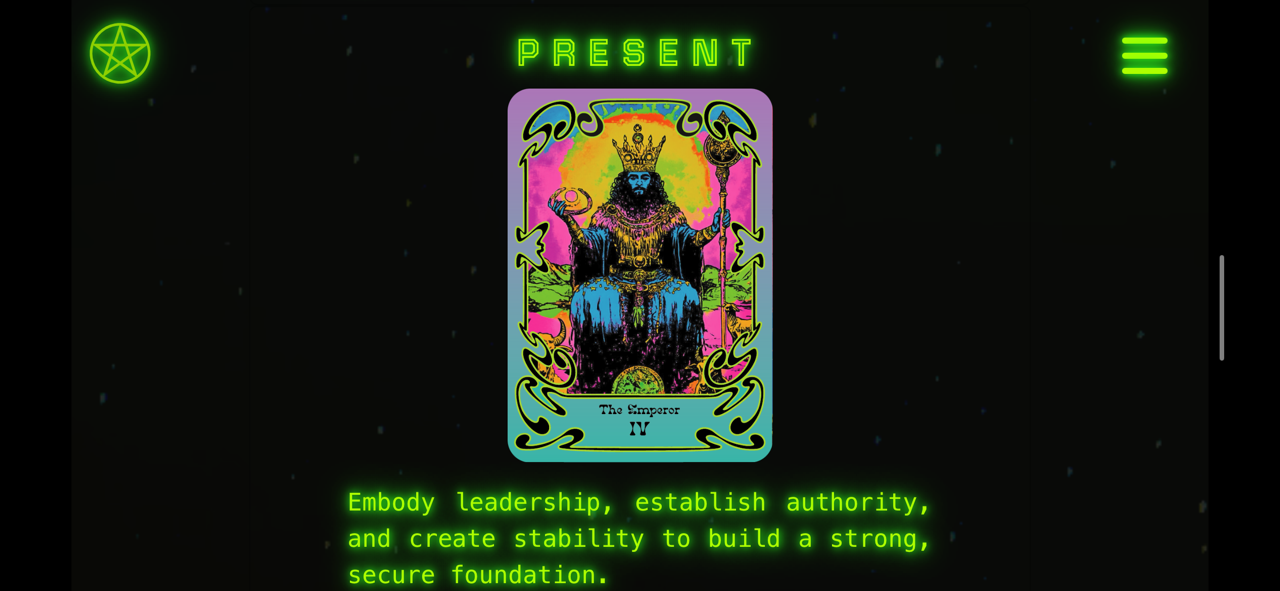 PRESENT
The Emperor
IV
Embody leadership, establish authority,
and create stability to build a strong,
secure foundation.